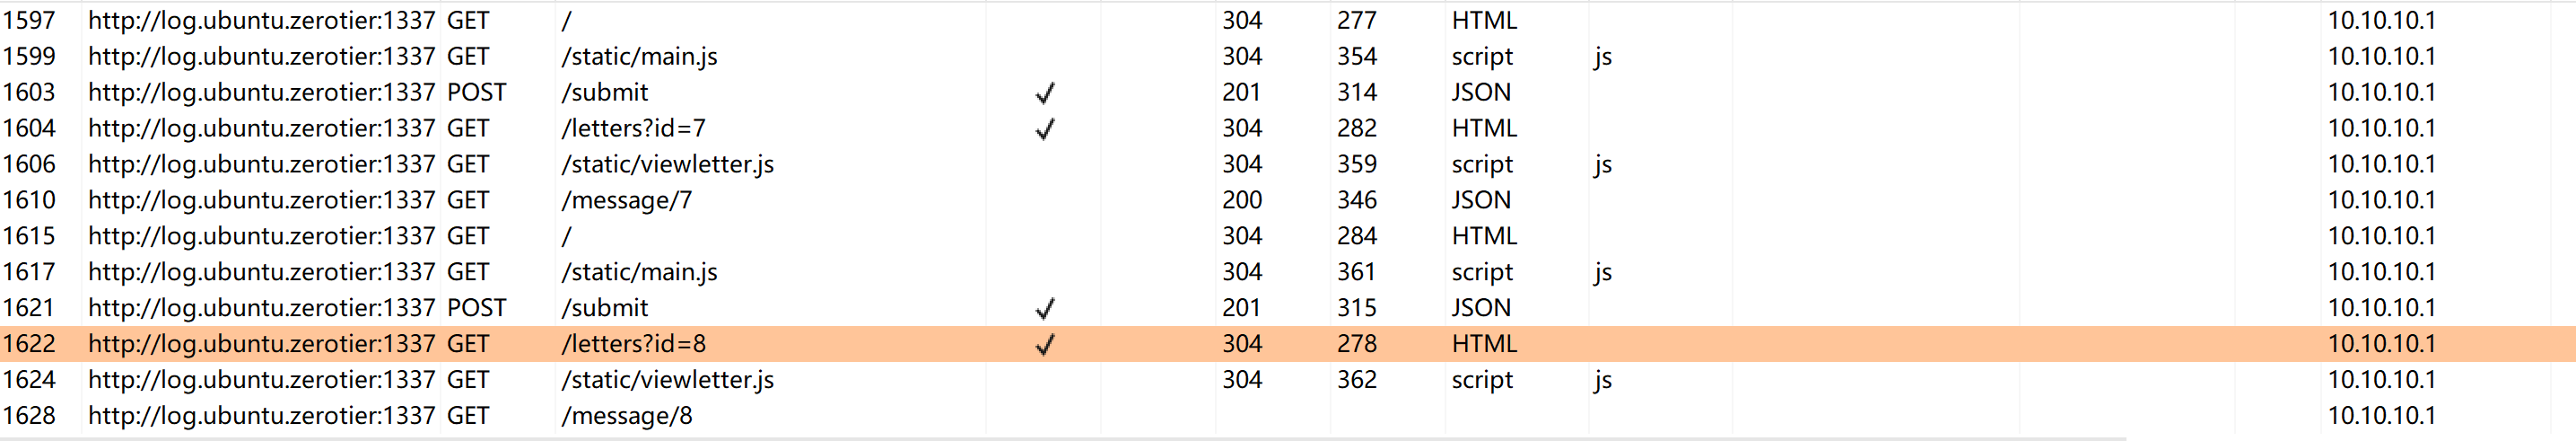 1597 http://log.ubuntu.zerotier:1337 GET / 304 277 HTML 10.10.10.1
1599 http://log.ubuntu.zerotier:1337 GET /static/main.js 304 354 script js 10.10.10.1
1603 http://log.ubuntu.zerotier:1337 POST /submit ✓ 201 314 JSON 10.10.10.1
1604 http://log.ubuntu.zerotier:1337 GET /letters?id=7 ✓ 304 282 HTML 10.10.10.1
1606 http://log.ubuntu.zerotier:1337 GET /static/viewletter.js 304 359 script js 10.10.10.1
1610 http://log.ubuntu.zerotier:1337 GET /message/7 200 346 JSON 10.10.10.1
1615 http://log.ubuntu.zerotier:1337 GET / 304 284 HTML 10.10.10.1
1617 http://log.ubuntu.zerotier:1337 GET /static/main.js 304 361 script js 10.10.10.1
1621 http://log.ubuntu.zerotier:1337 POST /submit ✓ 201 315 JSON 10.10.10.1
1622 http://log.ubuntu.zerotier:1337 GET /letters?id=8 ✓ 304 278 HTML 10.10.10.1
1624 http://log.ubuntu.zerotier:1337 GET /static/viewletter.js 304 362 script js 10.10.10.1
1628 http://log.ubuntu.zerotier:1337 GET /message/8 10.10.10.1